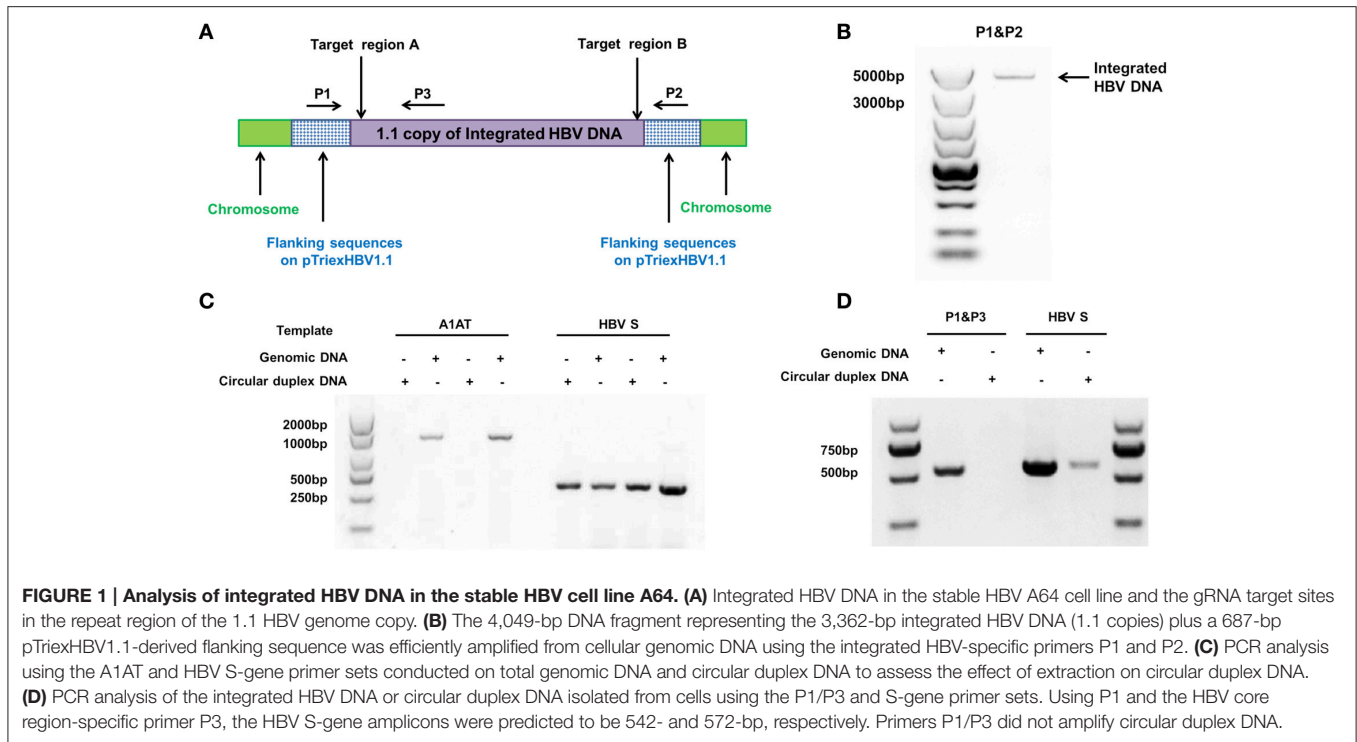 A
Target region A
Target region B
P1
P3
P2
1.1 copy of Integrated HBV DNA
Chromosome
Chromosome
Flanking sequences
on pTriexHBV1.1
Flanking sequences
on pTriexHBV1.1
B
P1&P2
5000bp
3000bp
Integrated
HBV DNA
C
Template
A1AT
HBV S
Genomic DNA
- + - + - + - +
Circular duplex DNA
+ - + - + - + -
2000bp
1000bp
500bp
250bp
D
P1&P3
HBV S
Genomic DNA
+ - + -
Circular duplex DNA
- + - +
750bp
500bp
FIGURE 1 | Analysis of integrated HBV DNA in the stable HBV cell line A64. (A) Integrated HBV DNA in the stable HBV A64 cell line and the gRNA target sites
in the repeat region of the 1.1 HBV genome copy. (B) The 4,049-bp DNA fragment representing the 3,362-bp integrated HBV DNA (1.1 copies) plus a 687-bp
pTriexHBV1.1-derived flanking sequence was efficiently amplified from cellular genomic DNA using the integrated HBV-specific primers P1 and P2. (C) PCR analysis
using the A1AT and HBV S-gene primer sets conducted on total genomic DNA and circular duplex DNA to assess the effect of extraction on circular duplex DNA.
(D) PCR analysis of the integrated HBV DNA or circular duplex DNA isolated from cells using the P1/P3 and S-gene primer sets. Using P1 and the HBV core
region-specific primer P3, the HBV S-gene amplicons were predicted to be 542- and 572-bp, respectively. Primers P1/P3 did not amplify circular duplex DNA.